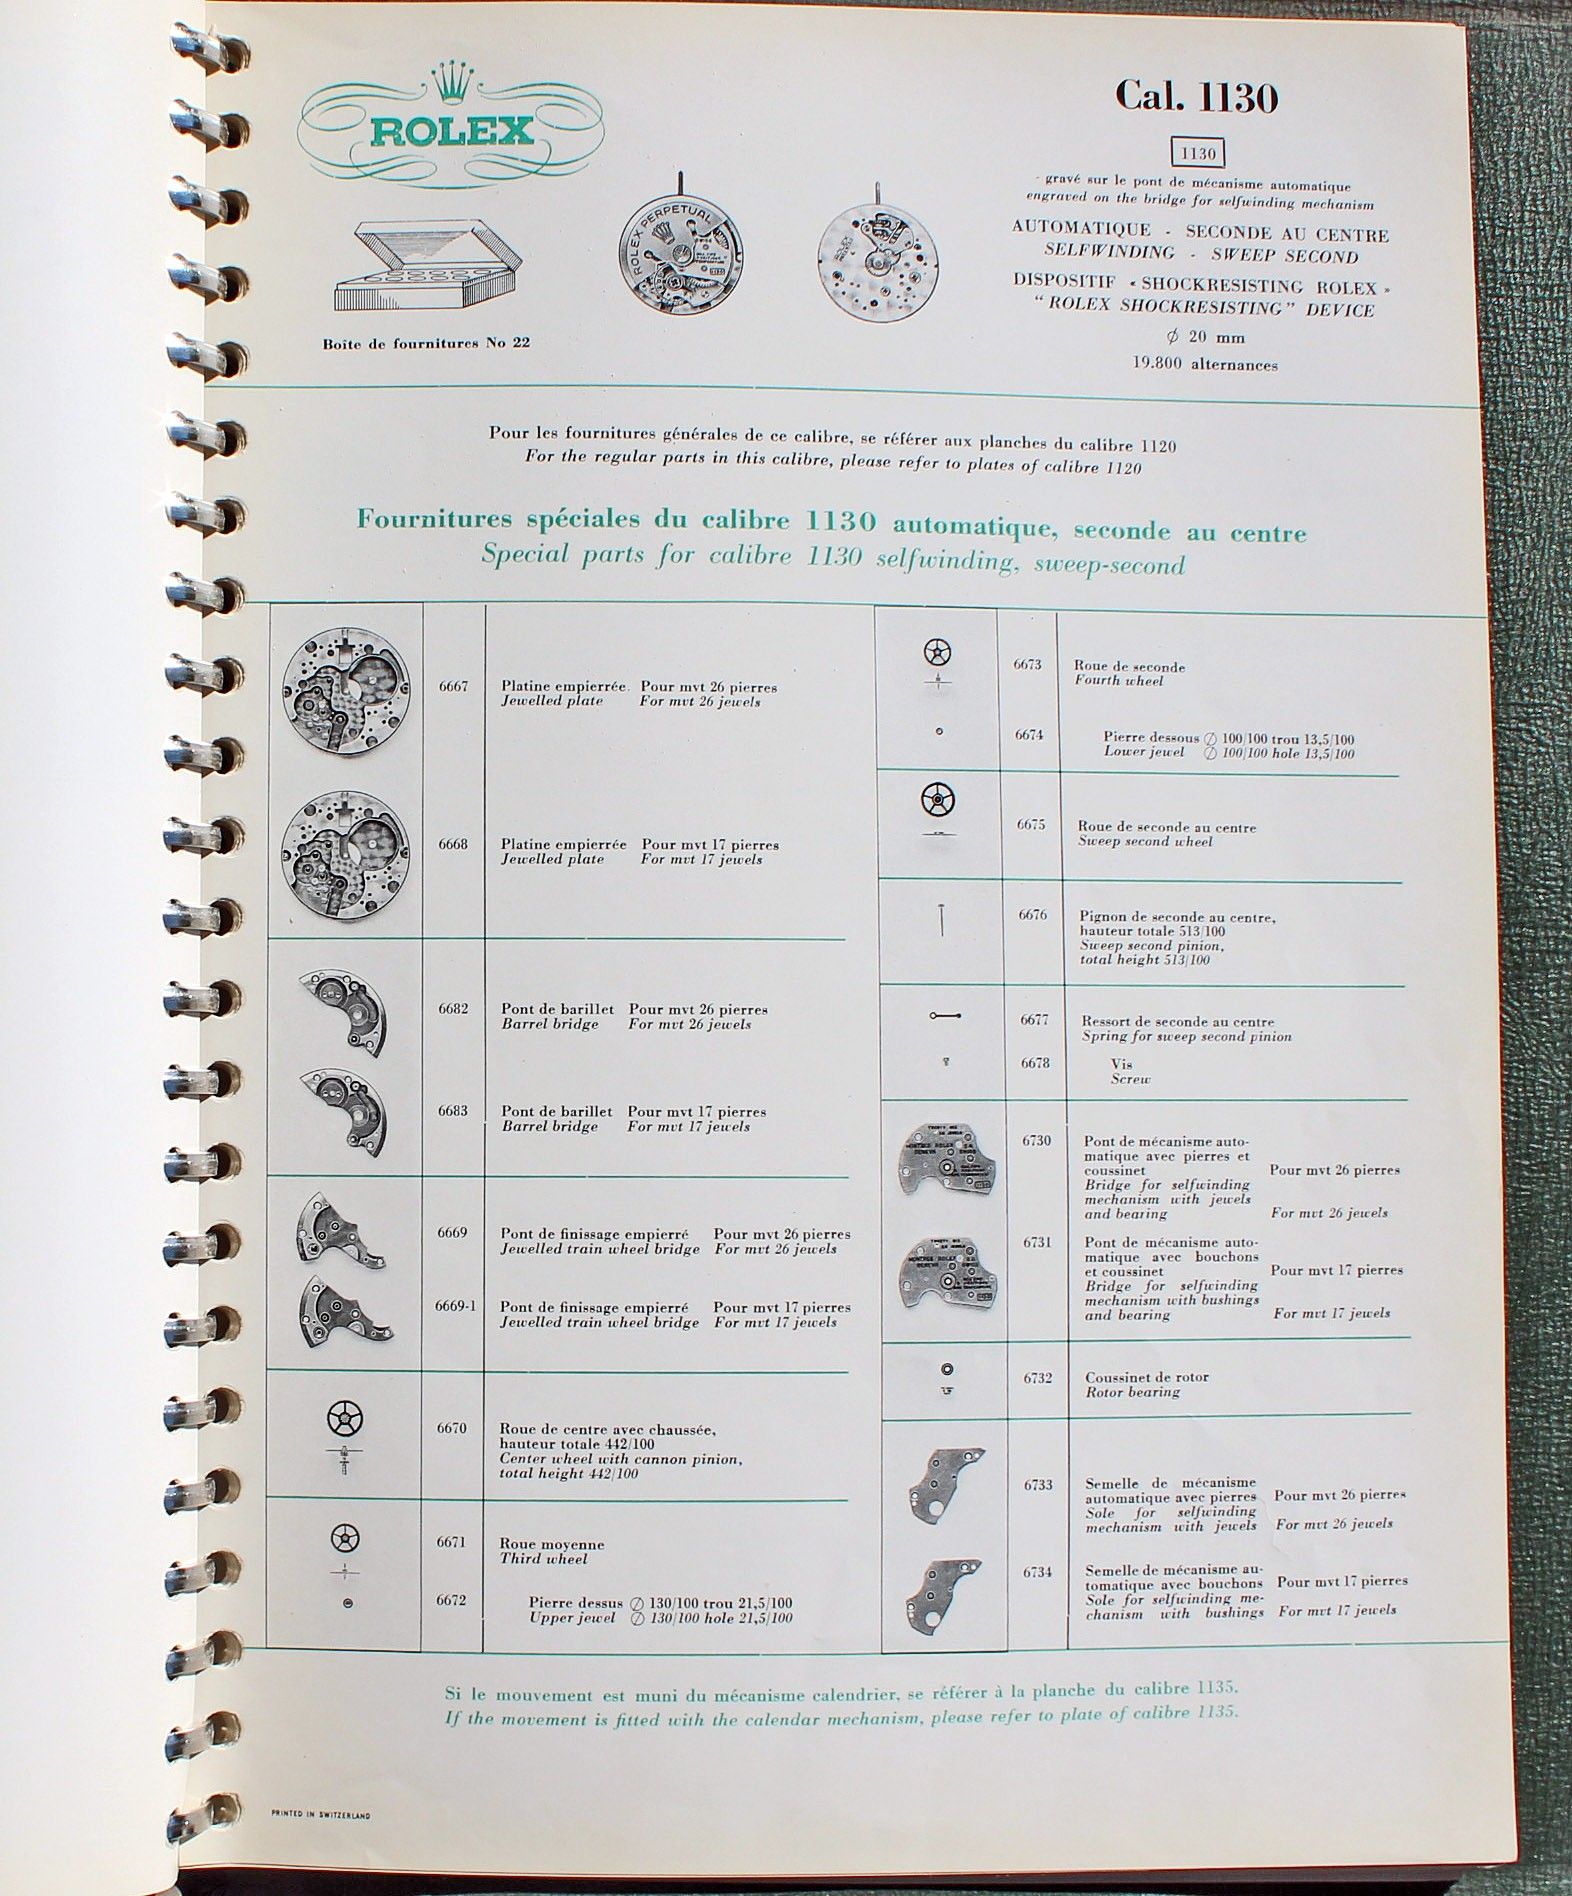 ROLEX
Cal. 1130
1130
gravé sur le pont de mécanisme automatique
engraved on the bridge for selfwinding mechanism
AUTOMATIQUE - SECONDE AU CENTRE
SELFWINDING - SWEEP SECOND
DISPOSITIF « SHOCKRESISTING ROLEX »
"ROLEX SHOCKRESISTING" DEVICE
∅ 20 mm
19.800 alternances
ROLEX PERPETUAL
1130
Boîte de fournitures No 22
Pour les fournitures générales de ce calibre, se référer aux planches du calibre 1120
For the regular parts in this calibre, please refer to plates of calibre 1120
Fournitures spéciales du calibre 1130 automatique, seconde au centre
Special parts for calibre 1130 selfwinding, sweep-second
6667 Platine empierrée. Pour mvt 26 pierres
Jewelled plate For mvt 26 jewels
6668 Platine empierrée Pour mvt 17 pierres
Jewelled plate For mvt 17 jewels
6682 Pont de barillet Pour mvt 26 pierres
Barrel bridge For mvt 26 jewels
6683 Pont de barillet Pour mvt 17 pierres
Barrel bridge For mvt 17 jewels
6669 Pont de finissage empierré Pour mvt 26 pierres
Jewelled train wheel bridge For mvt 26 jewels
6669-1 Pont de finissage empierré Pour mvt 17 pierres
Jewelled train wheel bridge For mvt 17 jewels
6670 Roue de centre avec chaussée,
hauteur totale 442/100
Center wheel with cannon pinion,
total height 442/100
6671 Roue moyenne
Third wheel
6672 Pierre dessus ∅ 130/100 trou 21,5/100
Upper jewel ∅ 130/100 hole 21,5/100
6673 Roue de seconde
Fourth wheel
6674 Pierre dessous ∅ 100/100 trou 13,5/100
Lower jewel ∅ 100/100 hole 13,5/100
6675 Roue de seconde au centre
Sweep second wheel
6676 Pignon de seconde au centre,
hauteur totale 513/100
Sweep second pinion,
total height 513/100
6677 Ressort de seconde au centre
Spring for sweep second pinion
6678 Vis
Screw
MONTRES ROLEX
GENEVA
6730 Pont de mécanisme auto-
matique avec pierres et
coussinet Pour mvt 26 pierres
Bridge for selfwinding
mechanism with jewels
and bearing For mvt 26 jewels
MONTRES ROLEX
GENEVA
6731 Pont de mécanisme auto-
matique avec bouchons
et coussinet Pour mvt 17 pierres
Bridge for selfwinding
mechanism with bushings
and bearing For mvt 17 jewels
6732 Coussinet de rotor
Rotor bearing
6733 Semelle de mécanisme
automatique avec pierres Pour mvt 26 pierres
Sole for selfwinding
mechanism with jewels For mvt 26 jewels
6734 Semelle de mécanisme au-
tomatique avec bouchons Pour mvt 17 pierres
Sole for selfwinding me-
chanism with bushings For mvt 17 jewels
Si le mouvement est muni du mécanisme calendrier, se référer à la planche du calibre 1135.
If the movement is fitted with the calendar mechanism, please refer to plate of calibre 1135.
PRINTED IN SWITZERLAND